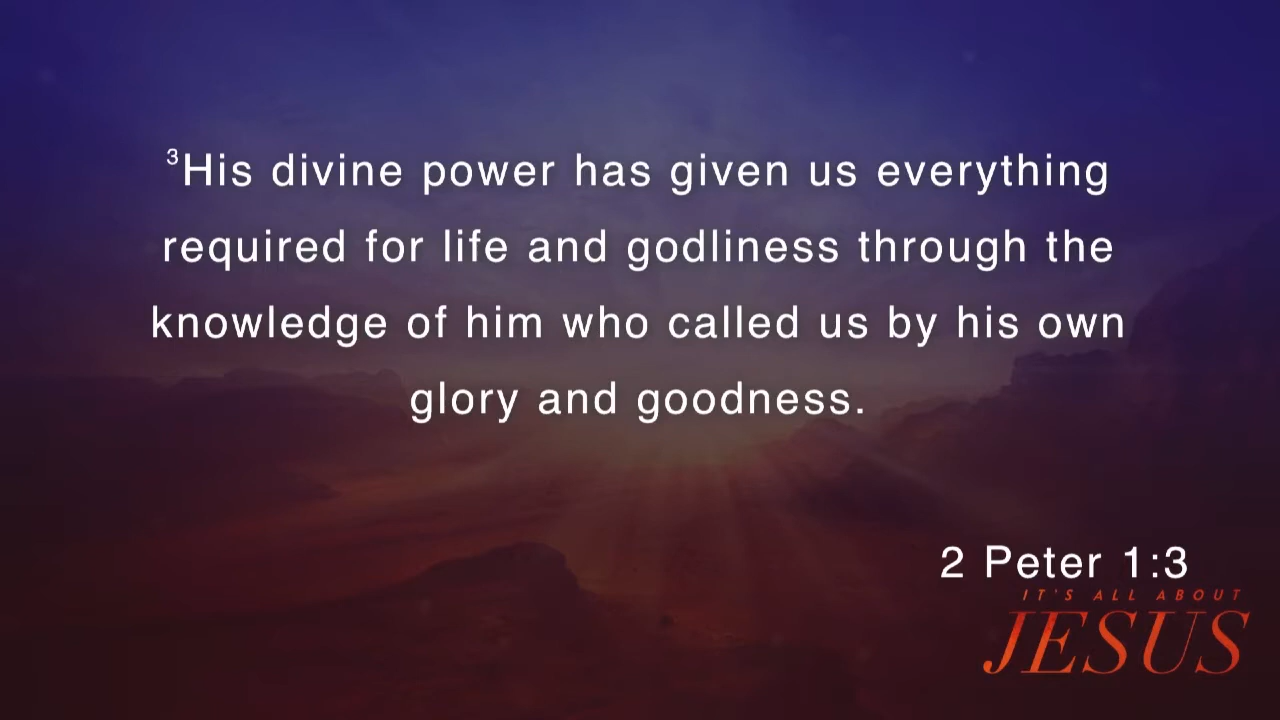 ³His divine power has given us everything
required for life and godliness through the
knowledge of him who called us by his own
glory and goodness.
2 Peter 1:3
IT'S ALL ABOUT
JESUS